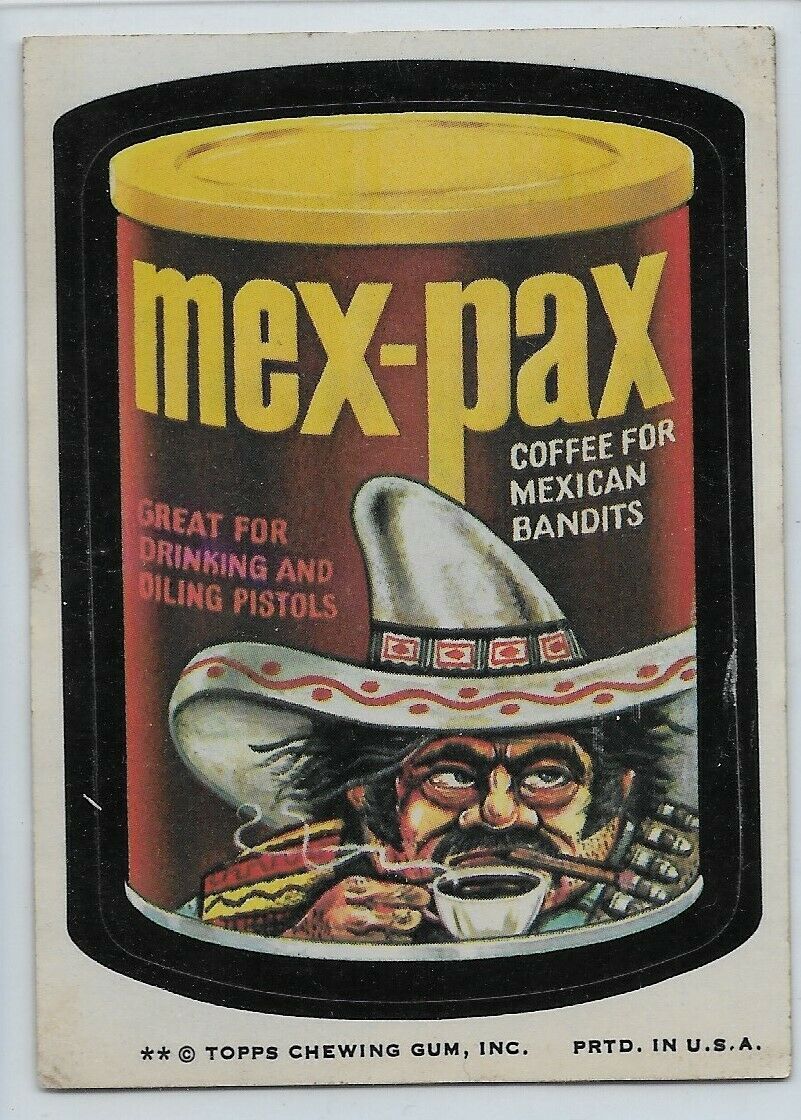 mex-pax
COFFEE FOR
MEXICAN
BANDITS
GREAT FOR
DRINKING AND
OILING PISTOLS
** © TOPPS CHEWING GUM, INC. PRTD. IN U.S.A.